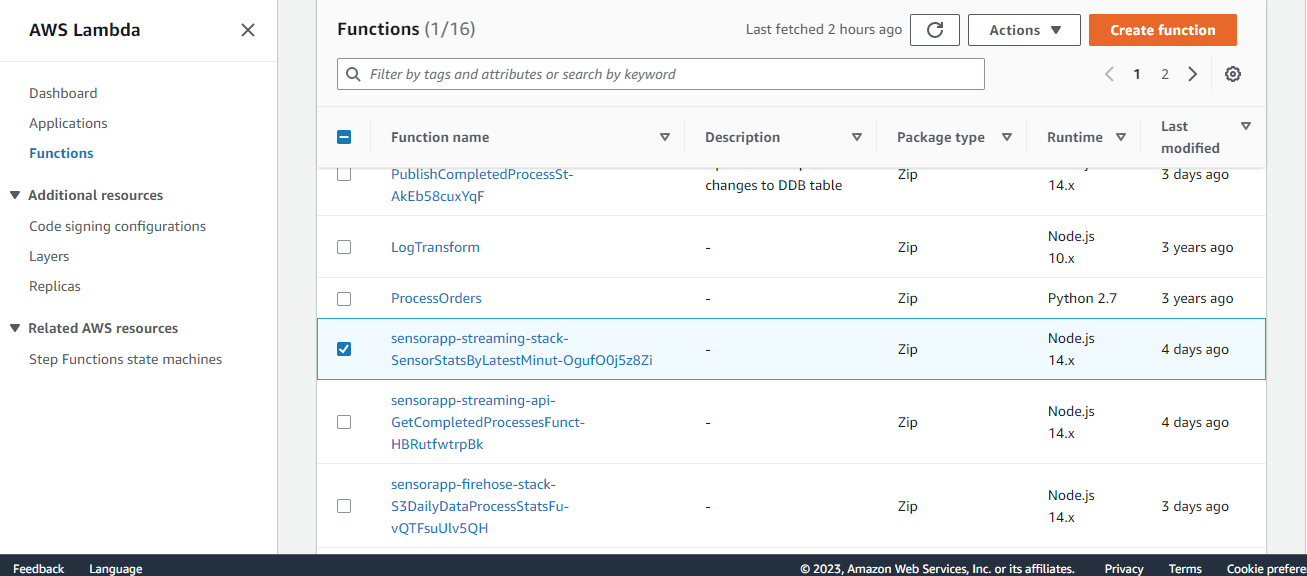 AWS Lambda
Dashboard
Applications
Functions
Additional resources
Code signing configurations
Layers
Replicas
Related AWS resources
Step Functions state machines
Functions (1/16)
Last fetched 2 hours ago
Actions
Create function
Filter by tags and attributes or search by keyword
1 2
Function name Description Package type Runtime Last modified
PublishCompletedProcessSt-
AkEb58cuxYqF
changes to DDB table
Zip
14.x
3 days ago
LogTransform
-
Zip
Node.js
10.x
3 years ago
ProcessOrders
-
Zip
Python 2.7
3 years ago
sensorapp-streaming-stack-
SensorStatsByLatestMinut-OgufO0j5z8Zi
-
Zip
Node.js
14.x
4 days ago
sensorapp-streaming-api-
GetCompletedProcessesFunct-
HBRutfwtrpBk
-
Zip
Node.js
14.x
4 days ago
sensorapp-firehose-stack-
S3DailyDataProcessStatsFu-
vQTFsuUlv5QH
-
Zip
Node.js
14.x
3 days ago
Feedback Language © 2023, Amazon Web Services, Inc. or its affiliates. Privacy Terms Cookie prefere